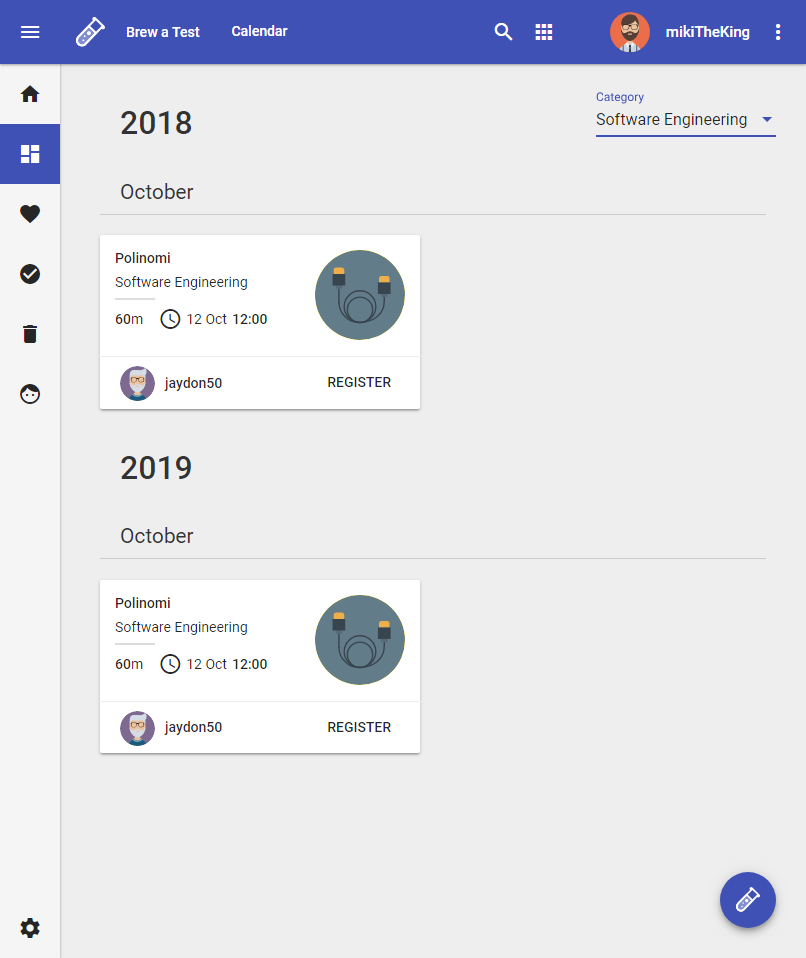 Brew a Test Calendar mikiTheKing
Category
Software Engineering
2018
October
Polinomi
Software Engineering
60m 12 Oct 12:00
jaydon50 REGISTER
2019
October
Polinomi
Software Engineering
60m 12 Oct 12:00
jaydon50 REGISTER